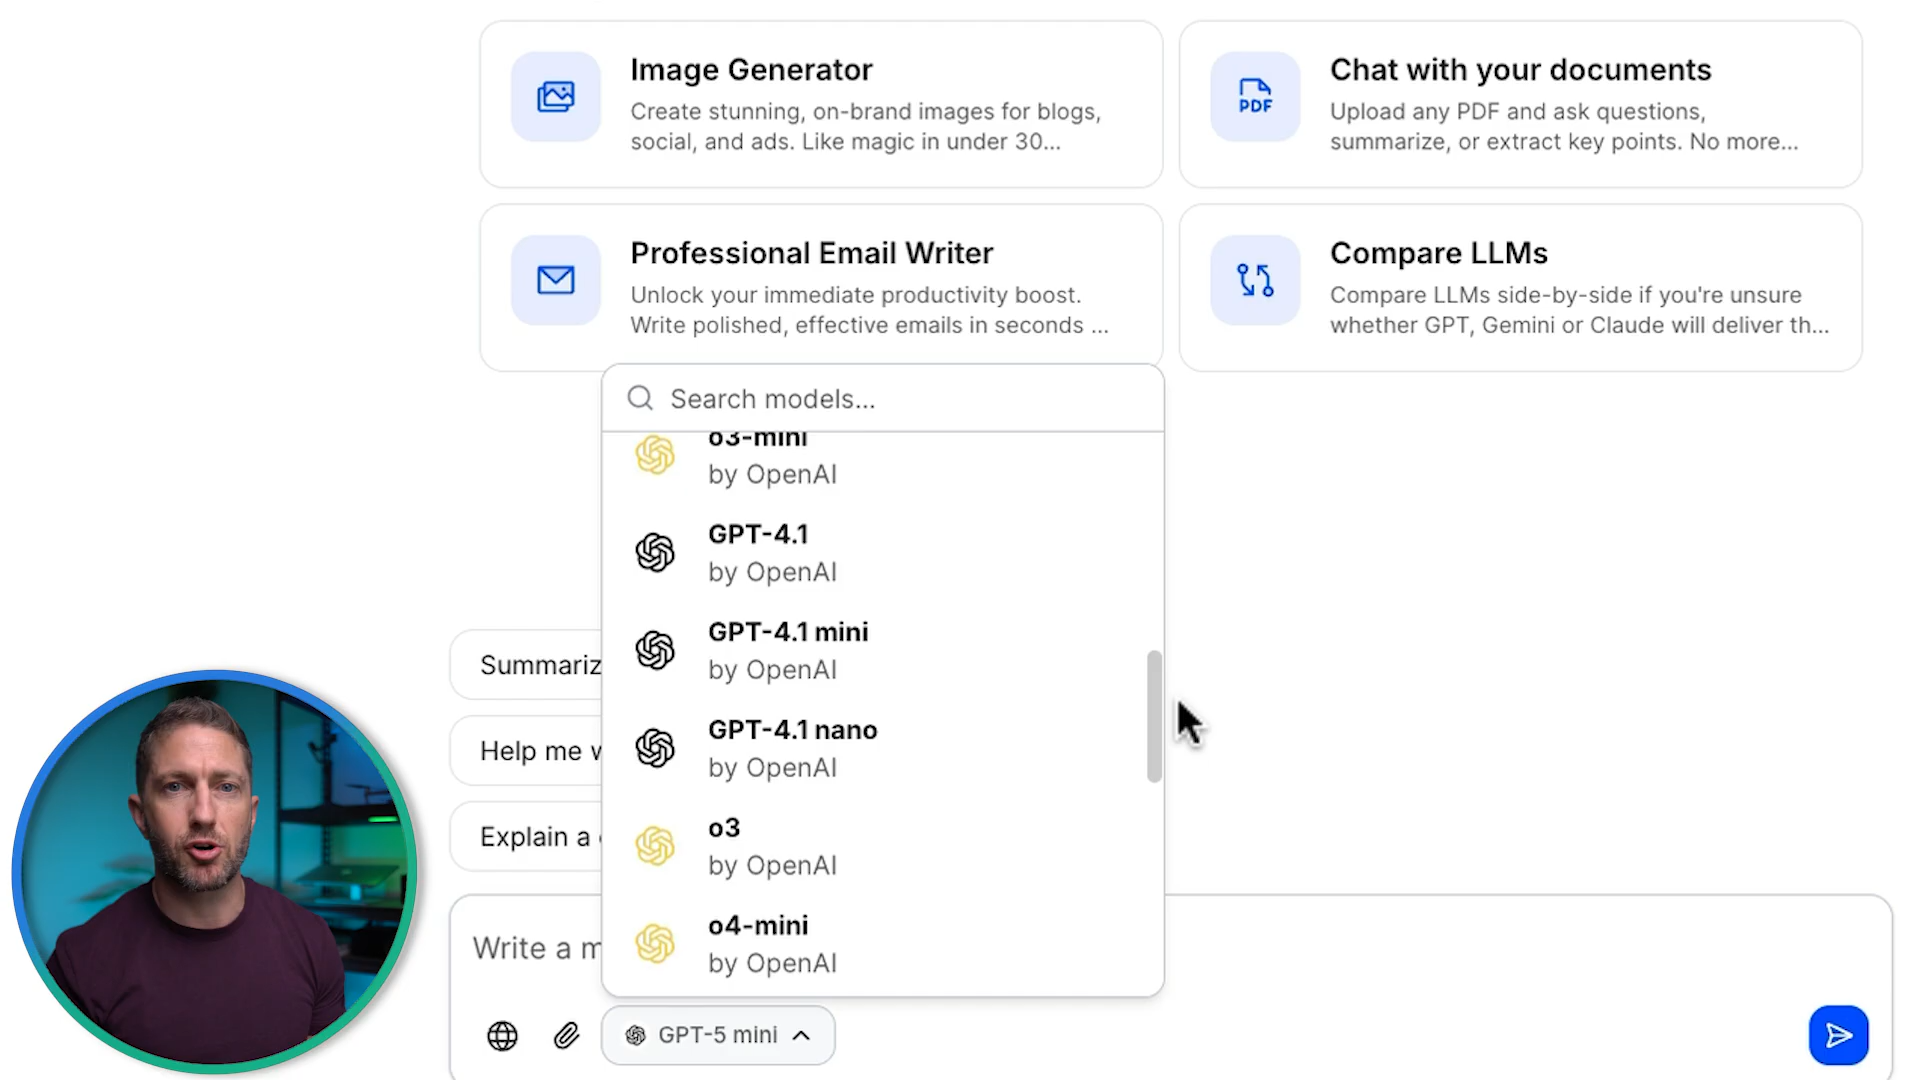 Image Generator
Create stunning, on-brand images for blogs,
social, and ads. Like magic in under 30...
Chat with your documents
PDF
Upload any PDF and ask questions,
summarize, or extract key points. No more...
Professional Email Writer
Unlock your immediate productivity boost.
Write polished, effective emails in seconds ...
Compare LLMs
Compare LLMs side-by-side if you're unsure
whether GPT, Gemini or Claude will deliver th...
Search models...
o3-mini
by OpenAI
GPT-4.1
by OpenAI
GPT-4.1 mini
by OpenAI
GPT-4.1 nano
by OpenAI
o3
by OpenAI
o4-mini
by OpenAI
Summariz
Help me w
Explain a
Write a m
GPT-5 mini